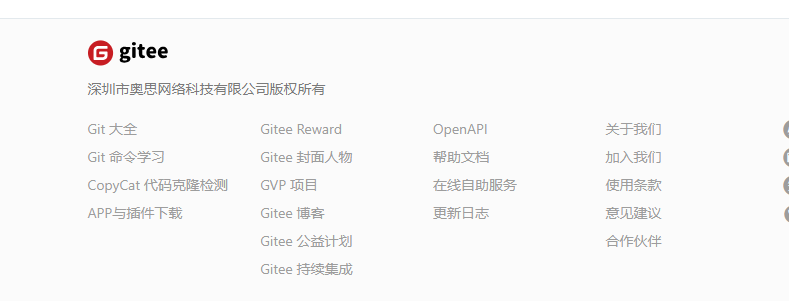 gitee
深圳市奥思网络科技有限公司版权所有
Git 大全
Git 命令学习
CopyCat 代码克隆检测
APP与插件下载
Gitee Reward
Gitee 封面人物
GVP 项目
Gitee 博客
Gitee 公益计划
Gitee 持续集成
OpenAPI
帮助文档
在线自助服务
更新日志
关于我们
加入我们
使用条款
意见建议
合作伙伴